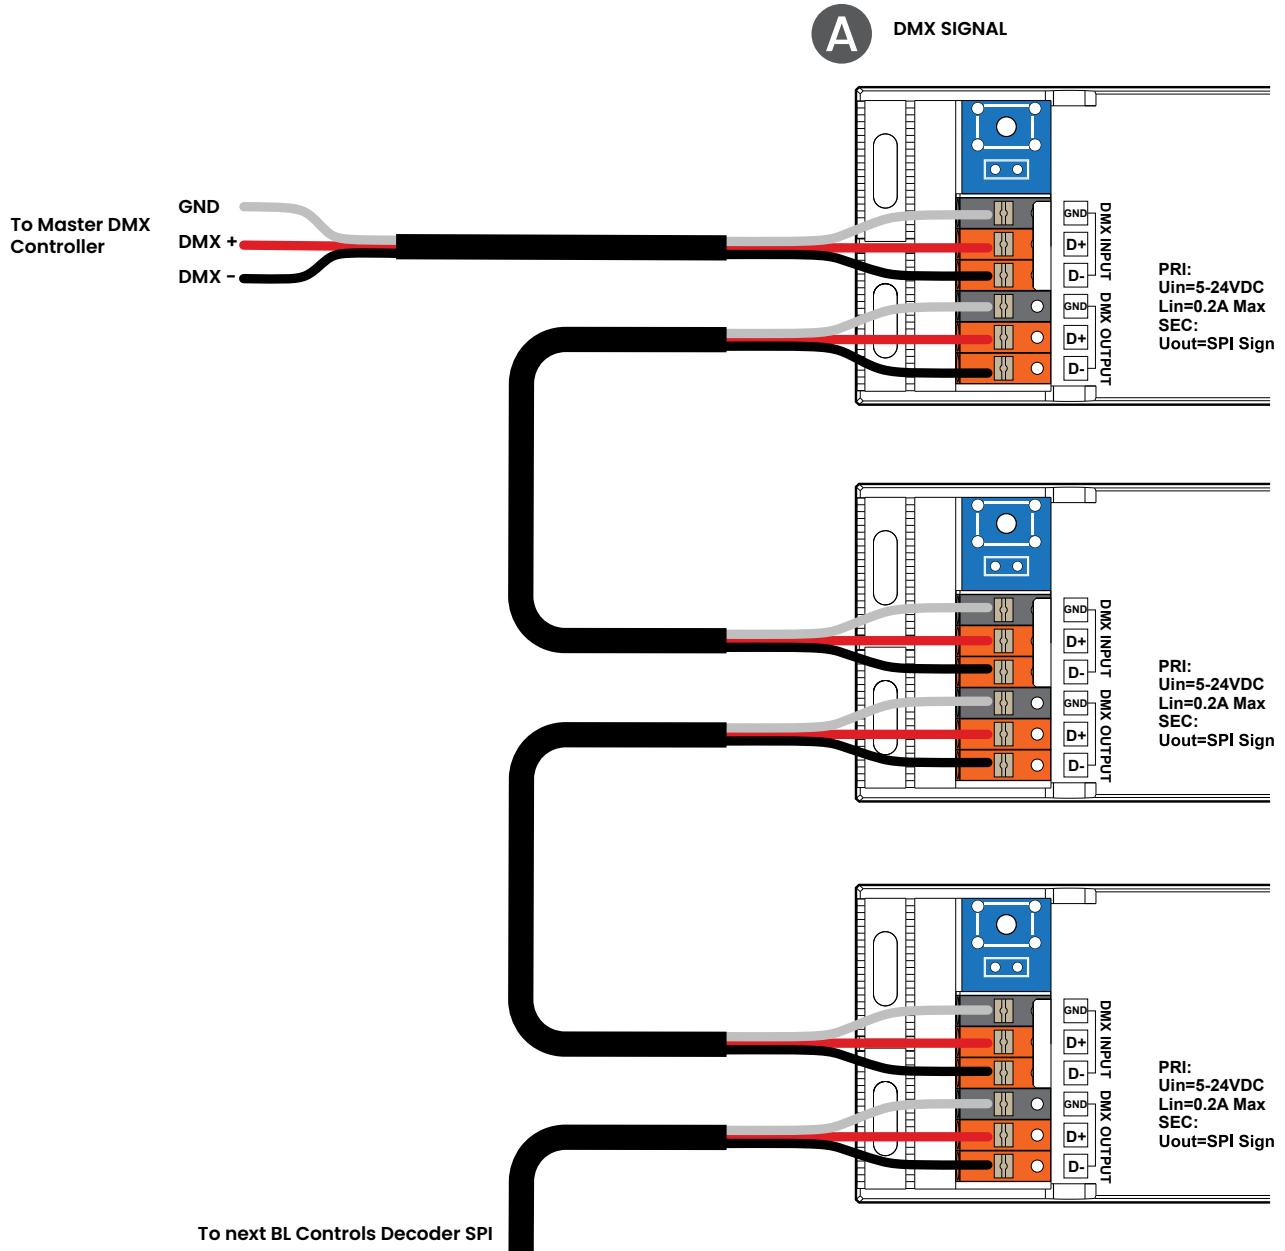 A
DMX SIGNAL
To Master DMX
Controller
GND
DMX +
DMX -
GND
D+
D-
DMX INPUT
GND
D+
D-
DMX OUTPUT
PRI:
Uin=5-24VDC
Lin=0.2A Max
SEC:
Uout=SPI Sign
GND
D+
D-
DMX INPUT
GND
D+
D-
DMX OUTPUT
PRI:
Uin=5-24VDC
Lin=0.2A Max
SEC:
Uout=SPI Sign
GND
D+
D-
DMX INPUT
GND
D+
D-
DMX OUTPUT
PRI:
Uin=5-24VDC
Lin=0.2A Max
SEC:
Uout=SPI Sign
To next BL Controls Decoder SPI